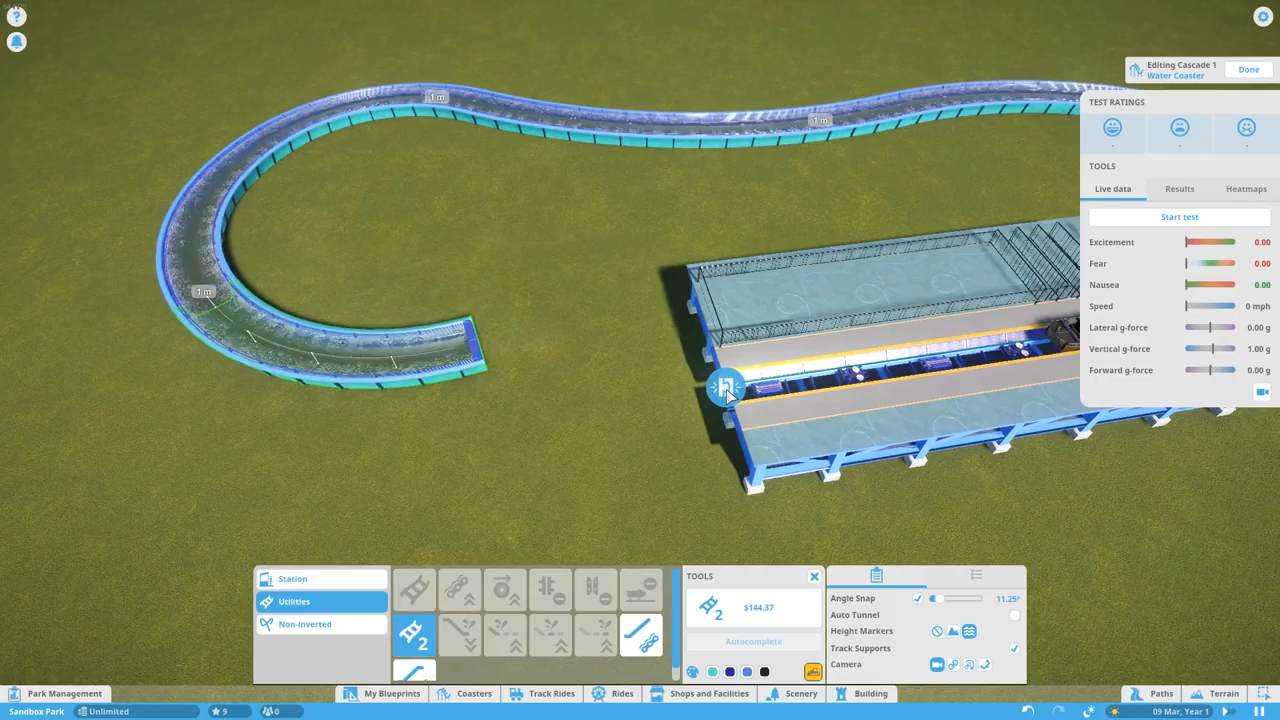 ?
1 m
1 m
1 m
Editing Cascade 1
Water Coaster
Done
TEST RATINGS
-
-
-
TOOLS
Live data
Results
Heatmaps
Start test
Excitement
0.00
Fear
0.00
Nausea
0.00
Speed
0 mph
Lateral g-force
0.00 g
Vertical g-force
1.00 g
Forward g-force
0.00 g
Station
Utilities
Non-inverted
2
TOOLS
2
$144.37
Autocomplete
Angle Snap
11.25°
Auto Tunnel
Height Markers
Track Supports
Camera
Park Management
My Blueprints
Coasters
Track Rides
Rides
Shops and Facilities
Scenery
Building
Paths
Terrain
Sandbox Park
Unlimited
9
0
09 Mar, Year 1